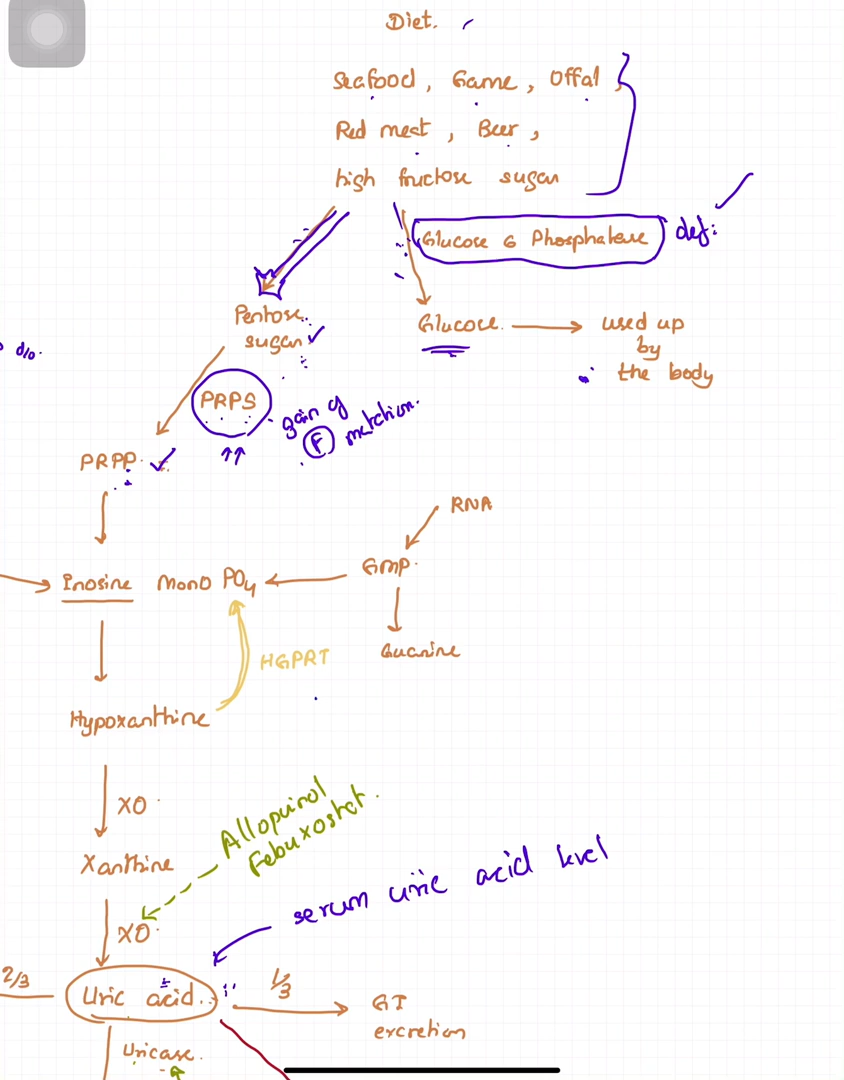 Diet.
Seafood, Game, Offal
Red meat, Beer,
high fructose sugar
Glucose 6 Phosphatase def:
Pentose
sugar
Glucose
used up
by
the body
d/o.
PRPS
gain of
(F) mutation.
PRPP
RNA
GMP.
Inosine Mono PO4
Guanine
HGPRT
Hypoxanthine
XO
Allopurinol
Febuxostat.
Xanthine
serum uric acid level
XO
2/3
Uric acid.
1/3
GI
excretion
Uricase.